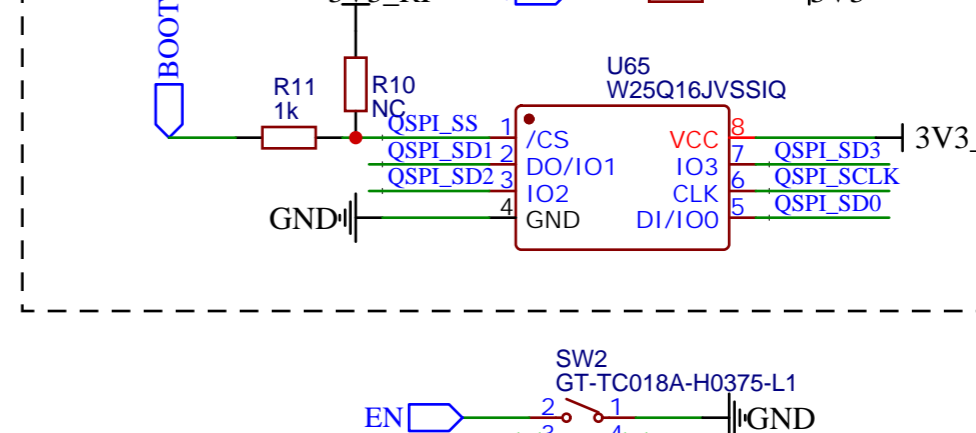 BOOT
R11
1k
R10
NC
U65
W25Q16JVSSIQ
QSPI_SS 1 /CS
QSPI_SD1 2 DO/IO1
QSPI_SD2 3 IO2
GND 4 GND
VCC 8 3V3_
IO3 7 QSPI_SD3
CLK 6 QSPI_SCLK
DI/IO0 5 QSPI_SD0
SW2
GT-TC018A-H0375-L1
EN 2 1 GND